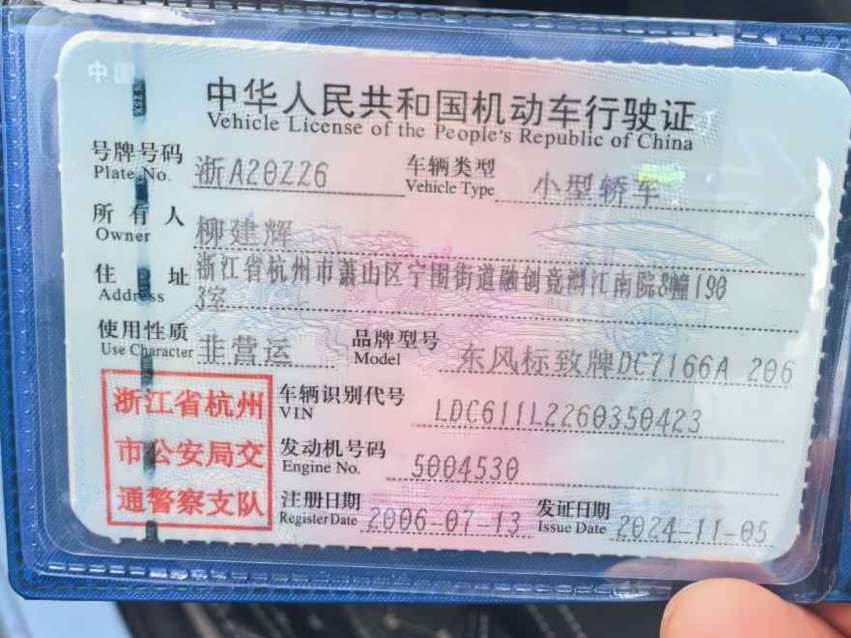 中华人民共和国机动车行驶证
Vehicle License of the People's Republic of China
号牌号码 浙A20Z26 车辆类型 小型轿车
Plate No. Vehicle Type
所有人 柳建辉
Owner
住址 浙江省杭州市萧山区宁围街道融创竞潮江南院8幢190
Address 3室
使用性质 非营运 品牌型号 东风标致牌DC7166A 206
Use Character Model
浙江省杭州
市公安局交
通警察支队
车辆识别代号 LDC611L2260350423
VIN
发动机号码 5004530
Engine No.
注册日期 2006-07-13 发证日期 2024-11-05
Register Date Issue Date